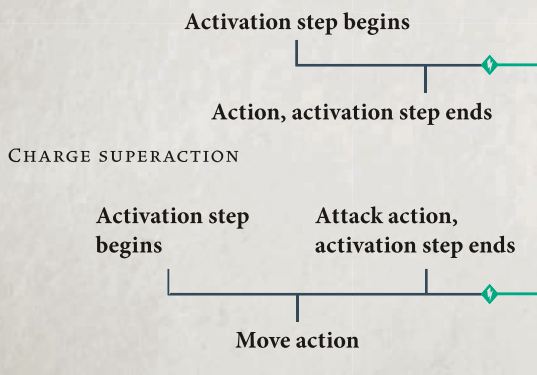 Activation step begins
Action, activation step ends
CHARGE SUPERACTION
Activation step
begins
Attack action,
activation step ends
Move action